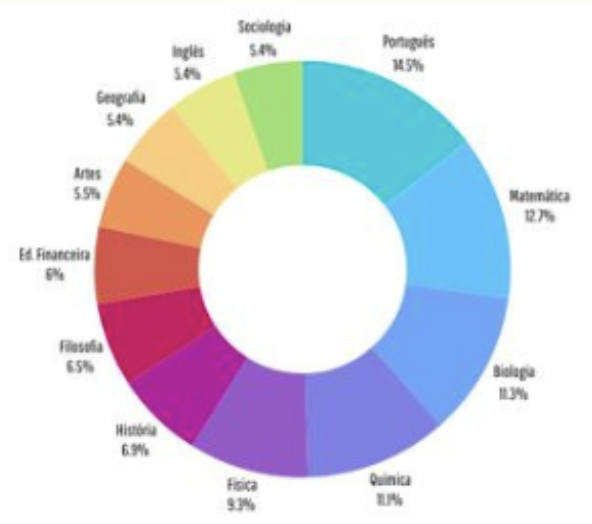 Sociologia
5.4%
Português
14.5%
Matemática
12.7%
Biologia
11.3%
Química
11.1%
Física
9.3%
História
6.9%
Filosofia
6.5%
Ed. Financeira
6%
Artes
5.5%
Geografia
5.4%
Inglês
5.4%